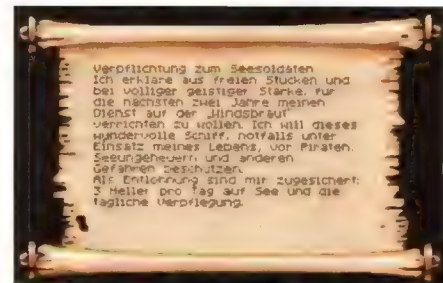 Verpflichtung zum Seesoldaten
Ich erkläre aus freien Stücken und
bei völliger geistiger Stärke, für
die nächsten zwei Jahre meinen
Dienst auf der „Windsbraut"
verrichten zu wollen. Ich will dieses
wundervolle Schiff, notfalls unter
Einsatz meines Lebens, vor Piraten,
Seeungeheuern und anderen
Gefahren beschützen.
Als Entlohnung sind mir zugesichert:
3 Heller pro Tag auf See und die
tägliche Verpflegung.